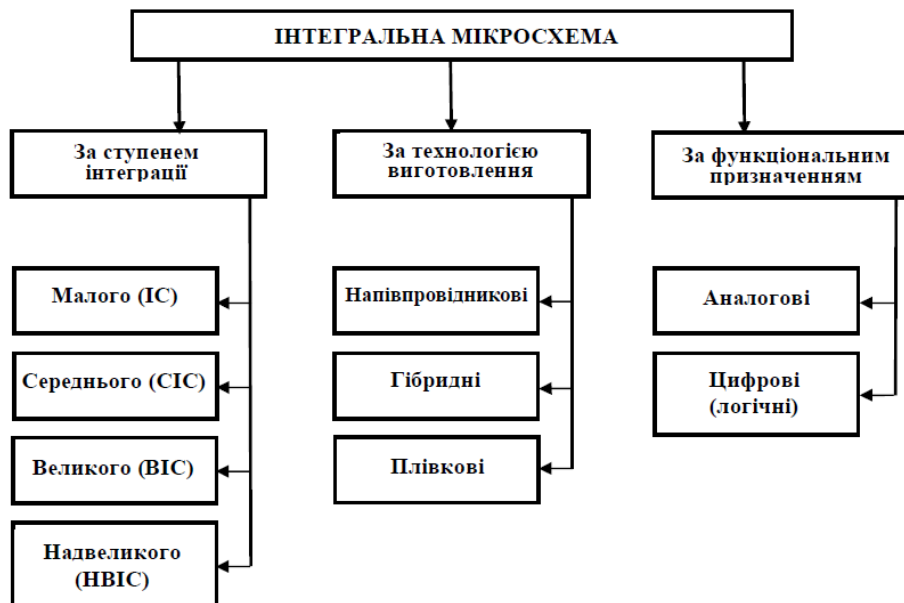 ІНТЕГРАЛЬНА МІКРОСХЕМА
За ступенем
інтеграції
За технологією
виготовлення
За функціональним
призначенням
Малого (ІС)
Середнього (СІС)
Великого (ВІС)
Надвеликого
(НВІС)
Напівпровідникові
Гібридні
Плівкові
Аналогові
Цифрові
(логічні)